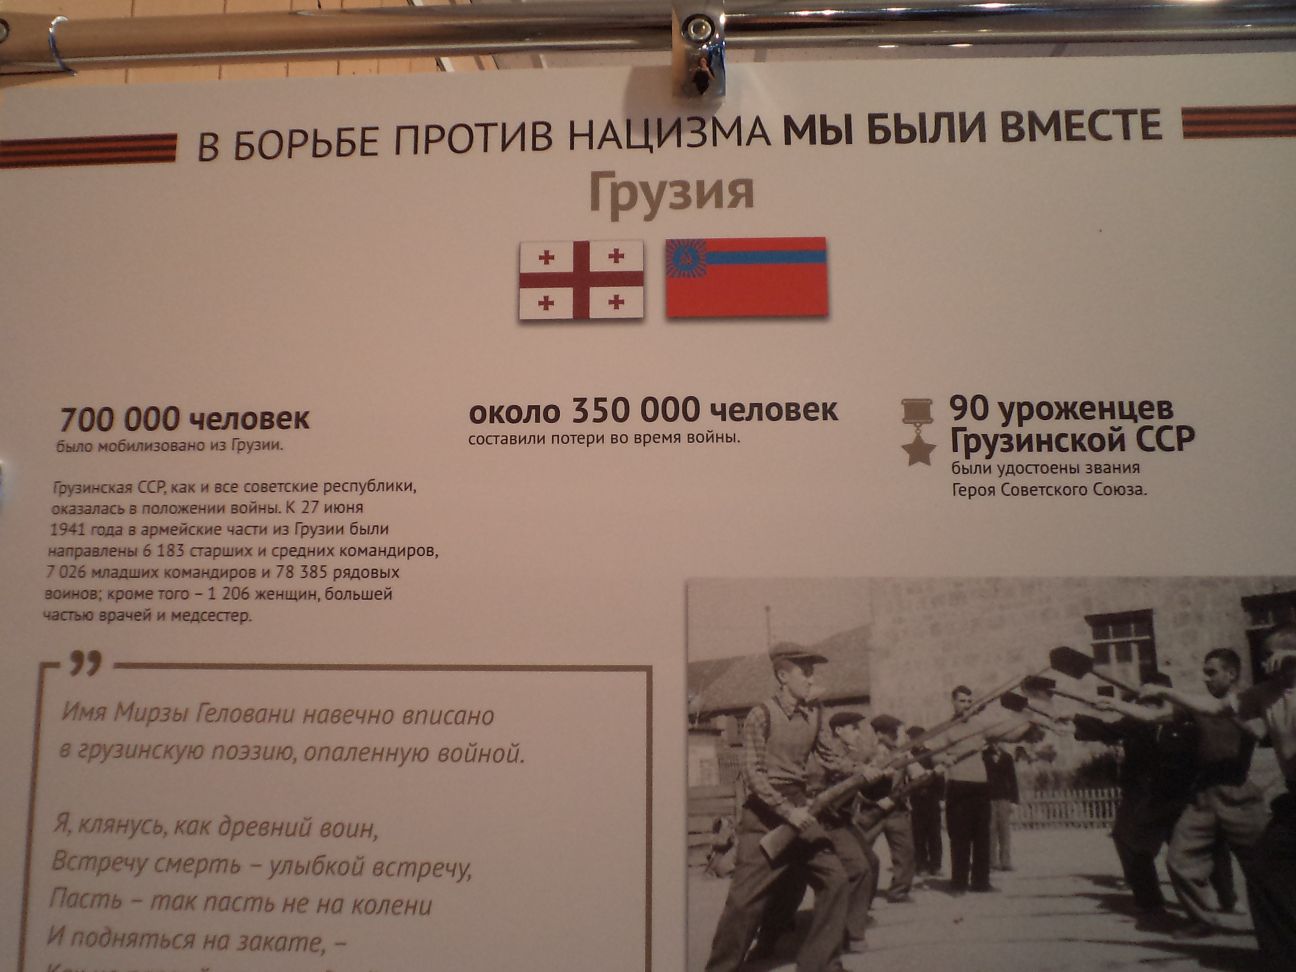 В БОРЬБЕ ПРОТИВ НАЦИЗМА МЫ БЫЛИ ВМЕСТЕ
Грузия
700 000 человек
было мобилизовано из Грузии.
Грузинская ССР, как и все советские республики,
оказалась в положении войны. К 27 июня
1941 года в армейские части из Грузии были
направлены 6 183 старших и средних командиров,
7 026 младших командиров и 78 385 рядовых
воинов; кроме того – 1 206 женщин, большей
частью врачей и медсестер.
около 350 000 человек
составили потери во время войны.
90 уроженцев
Грузинской ССР
были удостоены звания
Героя Советского Союза.
Имя Мирзы Геловани навечно вписано
в грузинскую поэзию, опаленную войной.
Я, клянусь, как древний воин,
Встречу смерть – улыбкой встречу,
Пасть – так пасть не на колени
И подняться на закате, –